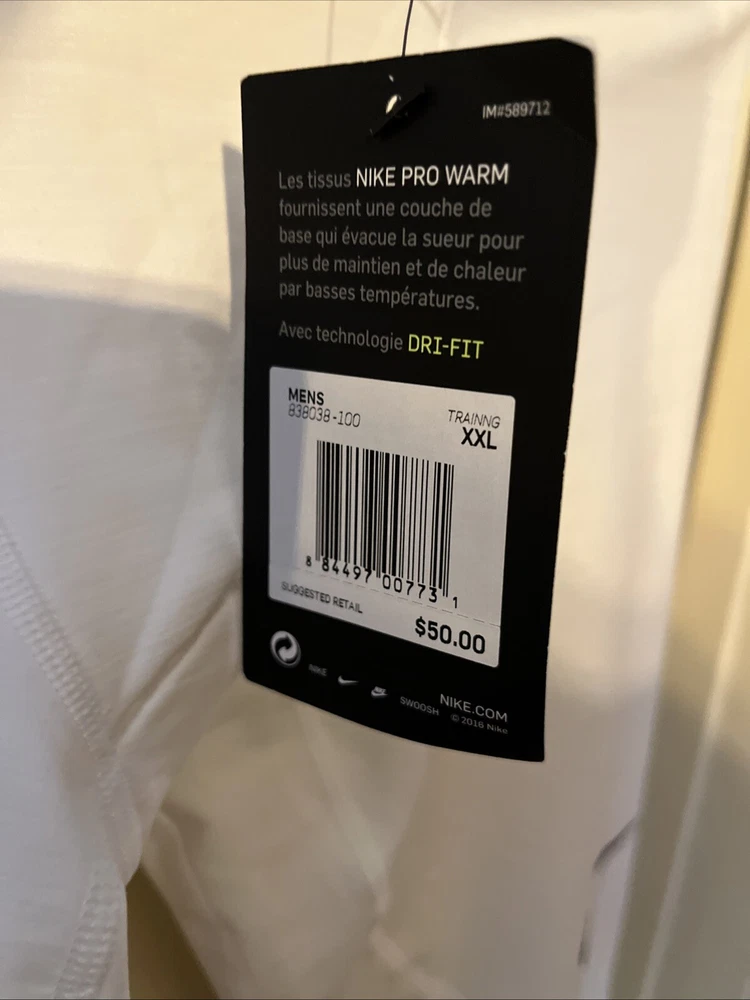 IM#589712
Les tissus NIKE PRO WARM
fournissent une couche de
base qui évacue la sueur pour
plus de maintien et de chaleur
par basses températures.
Avec technologie DRI-FIT
MENS
838038-100
TRAINNG
XXL
8 84497 00773 1
SUGGESTED RETAIL
$50.00
NIKE
SWOOSH
NIKE.COM
© 2016 Nike